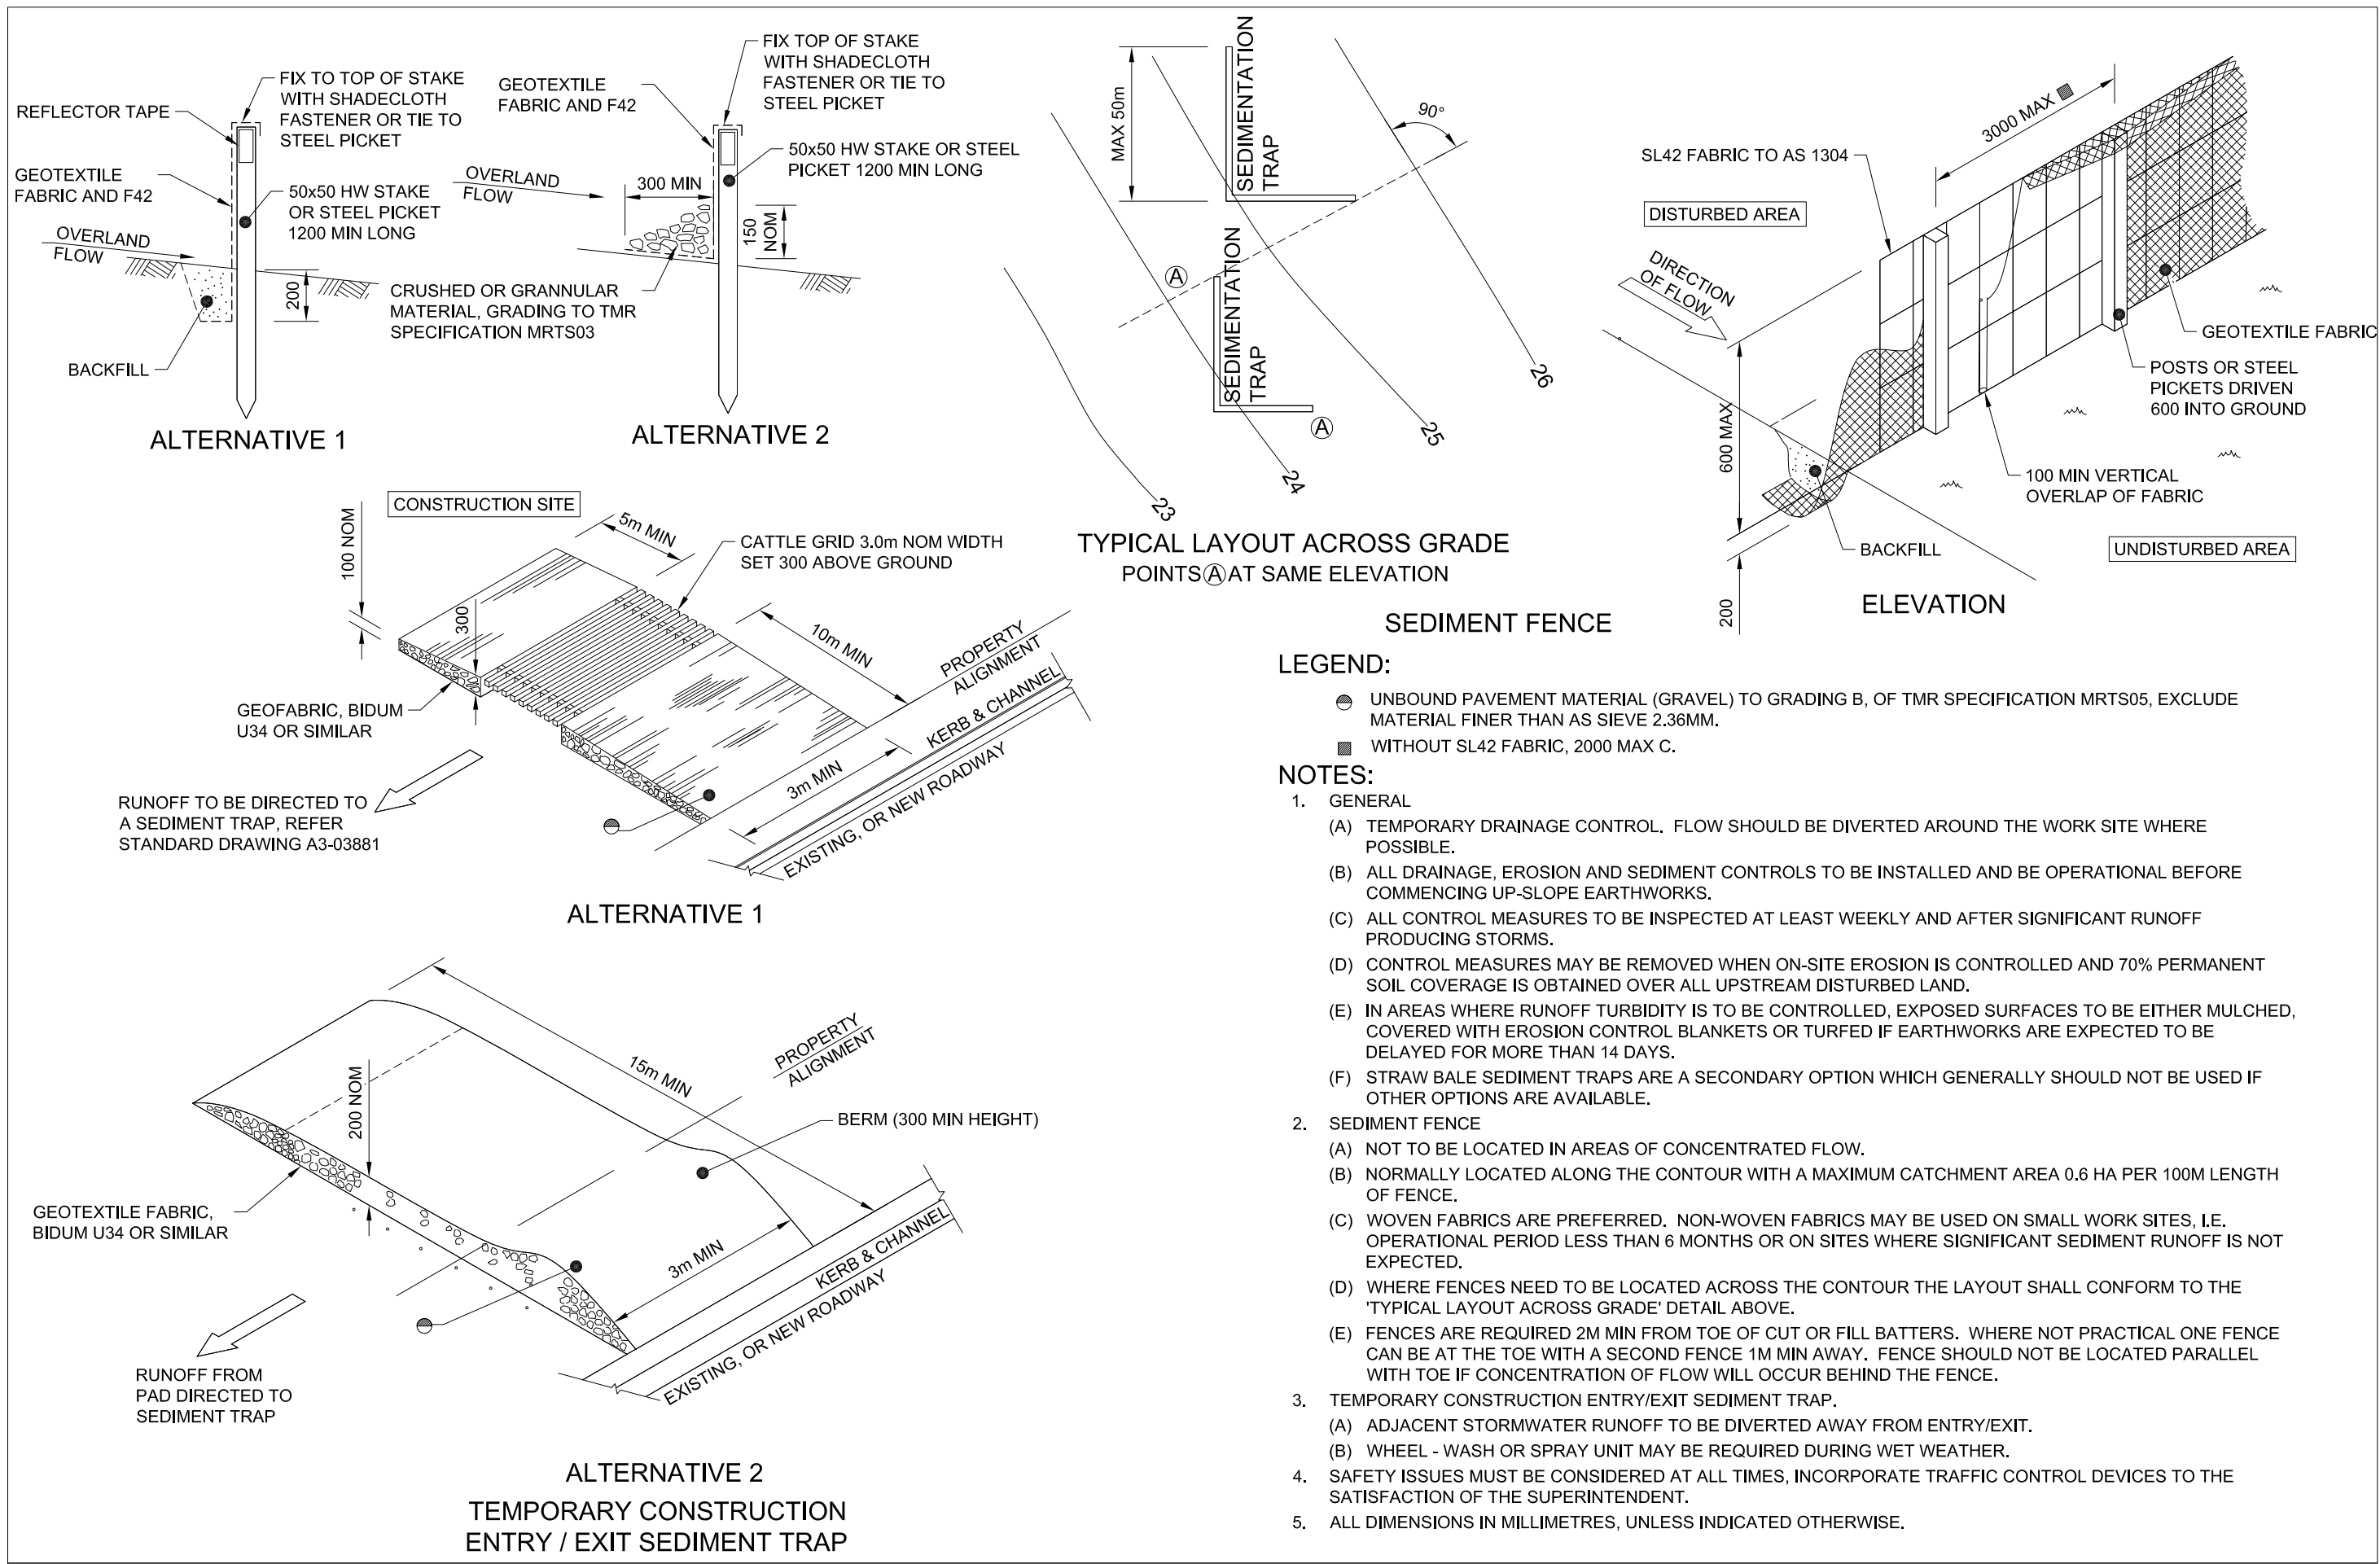 REFLECTOR TAPE
FIX TO TOP OF STAKE
WITH SHADECLOTH
FASTENER OR TIE TO
STEEL PICKET
GEOTEXTILE
FABRIC AND F42
50x50 HW STAKE
OR STEEL PICKET
1200 MIN LONG
OVERLAND
FLOW
200
BACKFILL
ALTERNATIVE 1
FIX TOP OF STAKE
WITH SHADECLOTH
FASTENER OR TIE TO
STEEL PICKET
GEOTEXTILE
FABRIC AND F42
50x50 HW STAKE OR STEEL
PICKET 1200 MIN LONG
OVERLAND
FLOW
300 MIN
150
NOM
CRUSHED OR GRANNULAR
MATERIAL, GRADING TO TMR
SPECIFICATION MRTS03
ALTERNATIVE 2
MAX 50m
SEDIMENTATION
TRAP
90°
SEDIMENTATION
TRAP
A
A
23
24
25
26
TYPICAL LAYOUT ACROSS GRADE
POINTS A AT SAME ELEVATION
3000 MAX
SL42 FABRIC TO AS 1304
DISTURBED AREA
DIRECTION
OF FLOW
600 MAX
200
GEOTEXTILE FABRIC
POSTS OR STEEL
PICKETS DRIVEN
600 INTO GROUND
100 MIN VERTICAL
OVERLAP OF FABRIC
BACKFILL
UNDISTURBED AREA
ELEVATION
SEDIMENT FENCE
CONSTRUCTION SITE
100 NOM
5m MIN
CATTLE GRID 3.0m NOM WIDTH
SET 300 ABOVE GROUND
300
10m MIN
PROPERTY
ALIGNMENT
KERB & CHANNEL
EXISTING, OR NEW ROADWAY
3m MIN
GEOFABRIC, BIDUM
U34 OR SIMILAR
RUNOFF TO BE DIRECTED TO
A SEDIMENT TRAP, REFER
STANDARD DRAWING A3-03881
ALTERNATIVE 1
15m MIN
PROPERTY
ALIGNMENT
200 NOM
BERM (300 MIN HEIGHT)
GEOTEXTILE FABRIC,
BIDUM U34 OR SIMILAR
3m MIN
KERB & CHANNEL
EXISTING, OR NEW ROADWAY
RUNOFF FROM
PAD DIRECTED TO
SEDIMENT TRAP
ALTERNATIVE 2
TEMPORARY CONSTRUCTION
ENTRY / EXIT SEDIMENT TRAP
LEGEND:
UNBOUND PAVEMENT MATERIAL (GRAVEL) TO GRADING B, OF TMR SPECIFICATION MRTS05, EXCLUDE
MATERIAL FINER THAN AS SIEVE 2.36MM.
WITHOUT SL42 FABRIC, 2000 MAX C.
NOTES:
1. GENERAL
(A) TEMPORARY DRAINAGE CONTROL. FLOW SHOULD BE DIVERTED AROUND THE WORK SITE WHERE
POSSIBLE.
(B) ALL DRAINAGE, EROSION AND SEDIMENT CONTROLS TO BE INSTALLED AND BE OPERATIONAL BEFORE
COMMENCING UP-SLOPE EARTHWORKS.
(C) ALL CONTROL MEASURES TO BE INSPECTED AT LEAST WEEKLY AND AFTER SIGNIFICANT RUNOFF
PRODUCING STORMS.
(D) CONTROL MEASURES MAY BE REMOVED WHEN ON-SITE EROSION IS CONTROLLED AND 70% PERMANENT
SOIL COVERAGE IS OBTAINED OVER ALL UPSTREAM DISTURBED LAND.
(E) IN AREAS WHERE RUNOFF TURBIDITY IS TO BE CONTROLLED, EXPOSED SURFACES TO BE EITHER MULCHED,
COVERED WITH EROSION CONTROL BLANKETS OR TURFED IF EARTHWORKS ARE EXPECTED TO BE
DELAYED FOR MORE THAN 14 DAYS.
(F) STRAW BALE SEDIMENT TRAPS ARE A SECONDARY OPTION WHICH GENERALLY SHOULD NOT BE USED IF
OTHER OPTIONS ARE AVAILABLE.
2. SEDIMENT FENCE
(A) NOT TO BE LOCATED IN AREAS OF CONCENTRATED FLOW.
(B) NORMALLY LOCATED ALONG THE CONTOUR WITH A MAXIMUM CATCHMENT AREA 0.6 HA PER 100M LENGTH
OF FENCE.
(C) WOVEN FABRICS ARE PREFERRED. NON-WOVEN FABRICS MAY BE USED ON SMALL WORK SITES, I.E.
OPERATIONAL PERIOD LESS THAN 6 MONTHS OR ON SITES WHERE SIGNIFICANT SEDIMENT RUNOFF IS NOT
EXPECTED.
(D) WHERE FENCES NEED TO BE LOCATED ACROSS THE CONTOUR THE LAYOUT SHALL CONFORM TO THE
'TYPICAL LAYOUT ACROSS GRADE' DETAIL ABOVE.
(E) FENCES ARE REQUIRED 2M MIN FROM TOE OF CUT OR FILL BATTERS. WHERE NOT PRACTICAL ONE FENCE
CAN BE AT THE TOE WITH A SECOND FENCE 1M MIN AWAY. FENCE SHOULD NOT BE LOCATED PARALLEL
WITH TOE IF CONCENTRATION OF FLOW WILL OCCUR BEHIND THE FENCE.
3. TEMPORARY CONSTRUCTION ENTRY/EXIT SEDIMENT TRAP.
(A) ADJACENT STORMWATER RUNOFF TO BE DIVERTED AWAY FROM ENTRY/EXIT.
(B) WHEEL - WASH OR SPRAY UNIT MAY BE REQUIRED DURING WET WEATHER.
4. SAFETY ISSUES MUST BE CONSIDERED AT ALL TIMES, INCORPORATE TRAFFIC CONTROL DEVICES TO THE
SATISFACTION OF THE SUPERINTENDENT.
5. ALL DIMENSIONS IN MILLIMETRES, UNLESS INDICATED OTHERWISE.